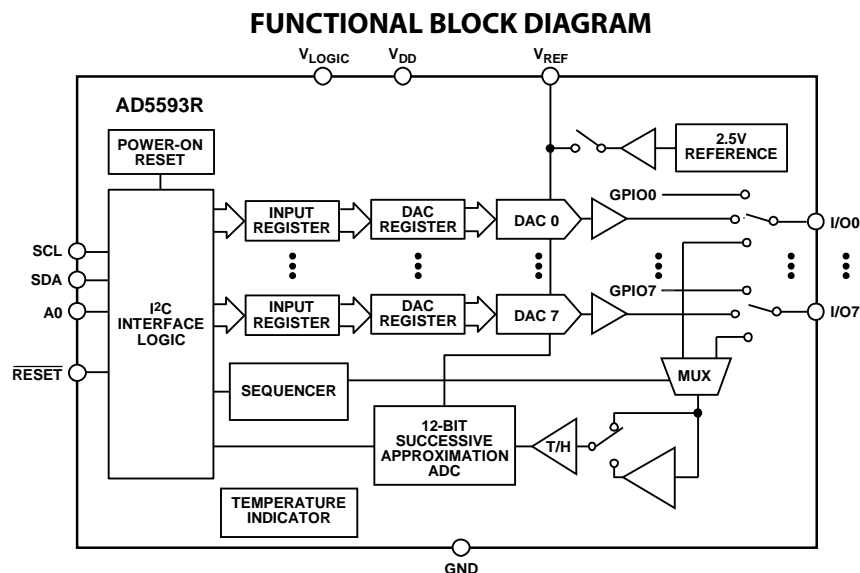 FUNCTIONAL BLOCK DIAGRAM
VLOGIC
VDD
VREF
AD5593R
POWER-ON
RESET
2.5V
REFERENCE
GPIO0
INPUT
REGISTER
DAC
REGISTER
DAC 0
I/O0
SCL
SDA
A0
RESET
I2C
INTERFACE
LOGIC
GPIO7
INPUT
REGISTER
DAC
REGISTER
DAC 7
I/O7
SEQUENCER
MUX
12-BIT
SUCCESSIVE
APPROXIMATION
ADC
T/H
TEMPERATURE
INDICATOR
GND